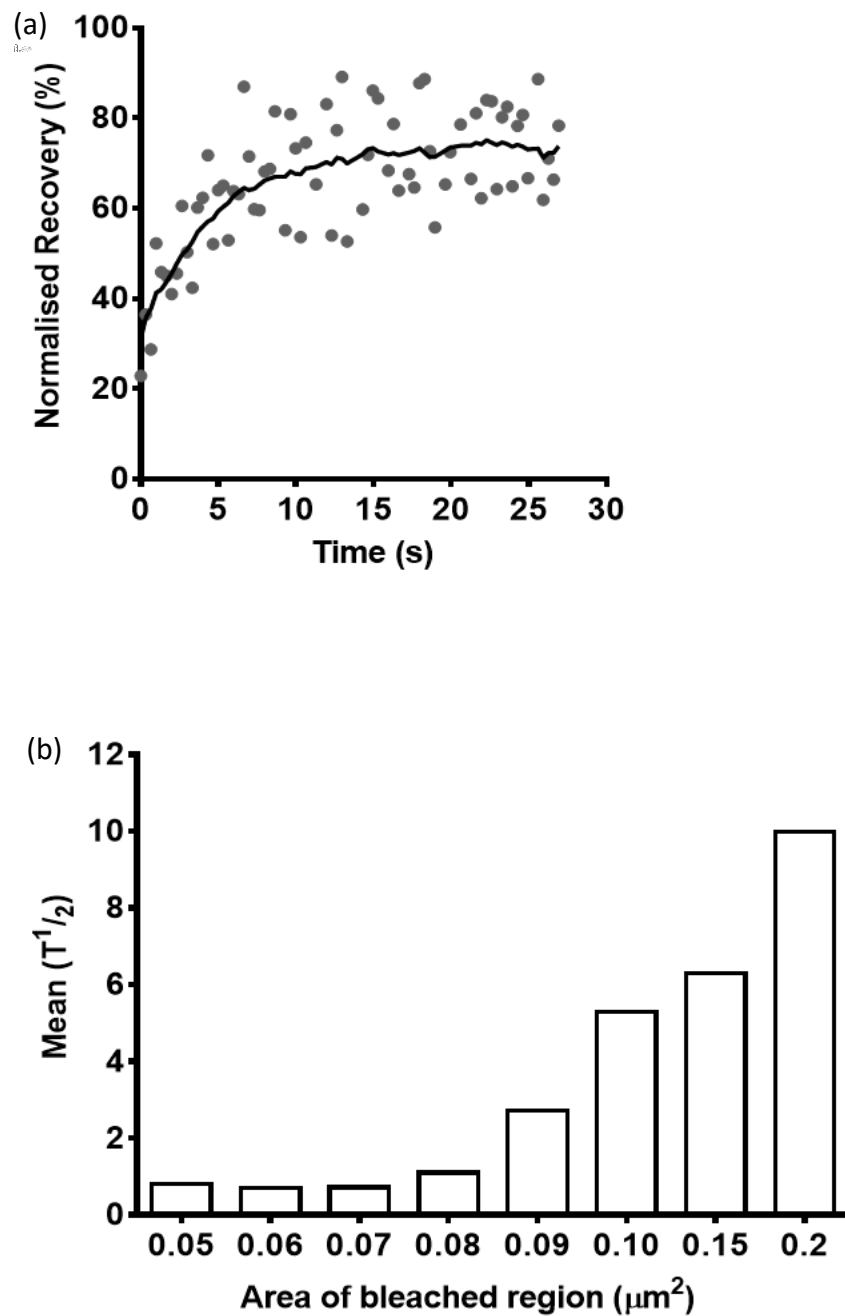 (a)
100
80
60
40
20
0
Normalised Recovery (%)
0 5 10 15 20 25 30
Time (s)
(b)
12
10
8
6
4
2
0
Mean (T¹/₂)
0.05 0.06 0.07 0.08 0.09 0.10 0.15 0.2
Area of bleached region (μm²)